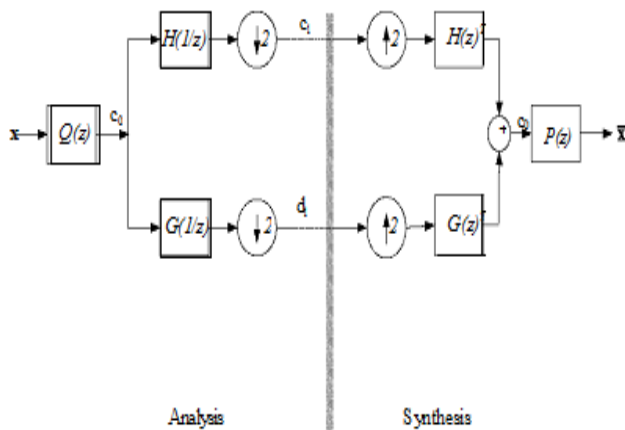 H(1/z)
2
c₁
2
H(z)
x
Q(z)
c₀
+
c₀
P(z)
x̅
G(1/z)
2
d₁
2
G(z)
Analysis
Synthesis